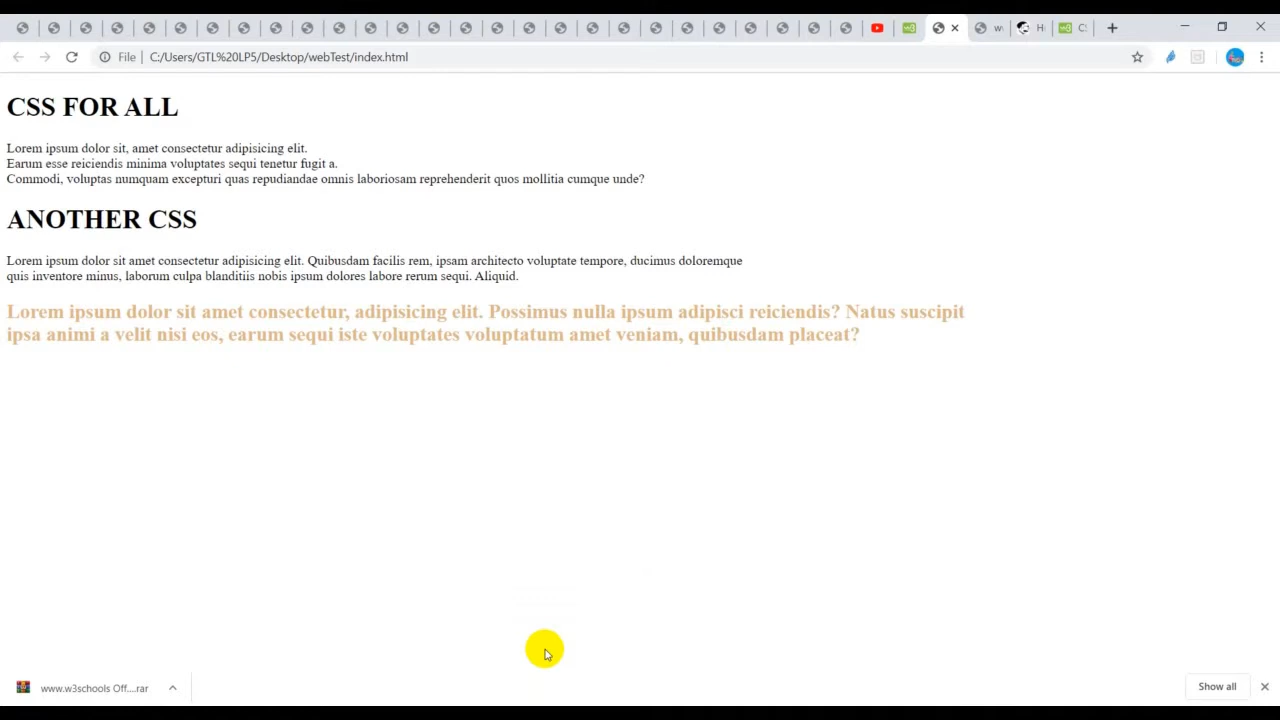 w3
w
H
w3
C
File
C:/Users/GTL%20LP5/Desktop/webTest/index.html
CSS FOR ALL
Lorem ipsum dolor sit, amet consectetur adipisicing elit.
Earum esse reiciendis minima voluptates sequi tenetur fugit a.
Commodi, voluptas numquam excepturi quas repudiandae omnis laboriosam reprehenderit quos mollitia cumque unde?
ANOTHER CSS
Lorem ipsum dolor sit amet consectetur adipisicing elit. Quibusdam facilis rem, ipsam architecto voluptate tempore, ducimus doloremque
quis inventore minus, laborum culpa blanditiis nobis ipsum dolores labore rerum sequi. Aliquid.
Lorem ipsum dolor sit amet consectetur, adipisicing elit. Possimus nulla ipsum adipisci reiciendis? Natus suscipit
ipsa animi a velit nisi eos, earum sequi iste voluptates voluptatum amet veniam, quibusdam placeat?
www.w3schools Off....rar
Show all